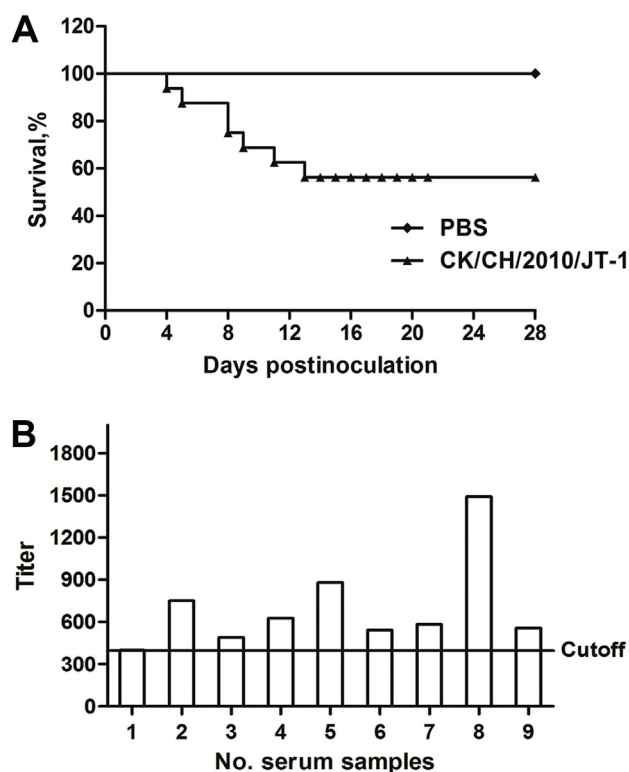 A
120
100
80
60
40
20
0
Survival,%
0 4 8 12 16 20 24 28
Days postinoculation
PBS
CK/CH/2010/JT-1
B
1800
1500
1200
900
600
300
0
Titer
Cutoff
1 2 3 4 5 6 7 8 9
No. serum samples